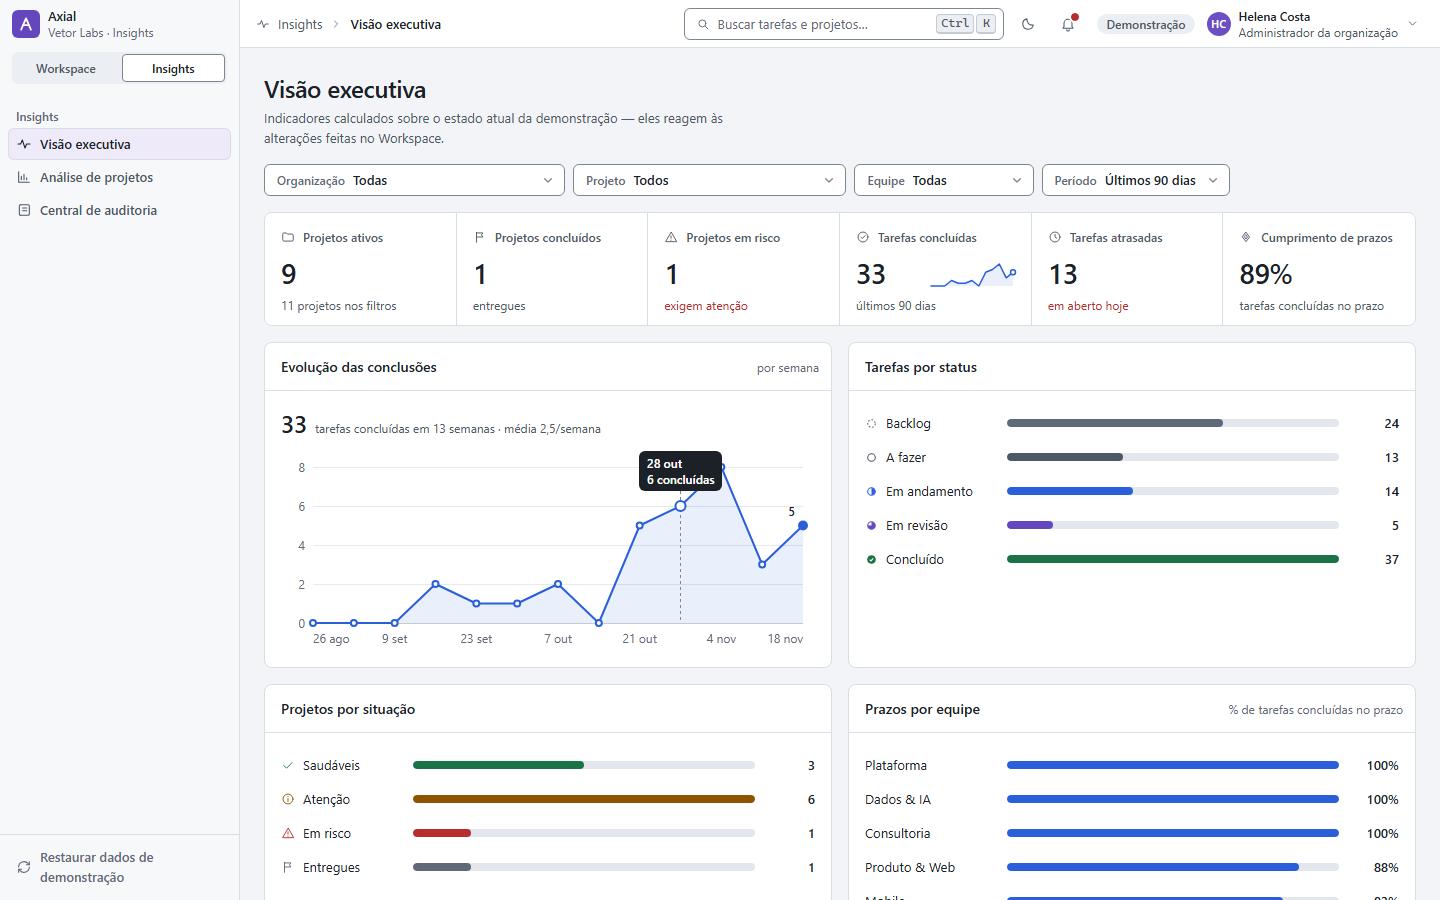 Axial
Vetor Labs · Insights
Workspace
Insights
Insights
Visão executiva
Análise de projetos
Central de auditoria
Restaurar dados de
demonstração
Insights
Visão executiva
Buscar tarefas e projetos...
Ctrl
K
Demonstração
HC
Helena Costa
Administrador da organização
Visão executiva
Indicadores calculados sobre o estado atual da demonstração — eles reagem às
alterações feitas no Workspace.
Organização Todas
Projeto Todos
Equipe Todas
Período Últimos 90 dias
Projetos ativos
9
11 projetos nos filtros
Projetos concluídos
1
entregues
Projetos em risco
1
exigem atenção
Tarefas concluídas
33
últimos 90 dias
Tarefas atrasadas
13
em aberto hoje
Cumprimento de prazos
89%
tarefas concluídas no prazo
Evolução das conclusões
por semana
33 tarefas concluídas em 13 semanas · média 2,5/semana
28 out
6 concluídas
8
6
4
2
0
5
26 ago
9 set
23 set
7 out
21 out
4 nov
18 nov
Tarefas por status
Backlog 24
A fazer 13
Em andamento 14
Em revisão 5
Concluído 37
Projetos por situação
Saudáveis 3
Atenção 6
Em risco 1
Entregues 1
Prazos por equipe
% de tarefas concluídas no prazo
Plataforma 100%
Dados & IA 100%
Consultoria 100%
Produto & Web 88%